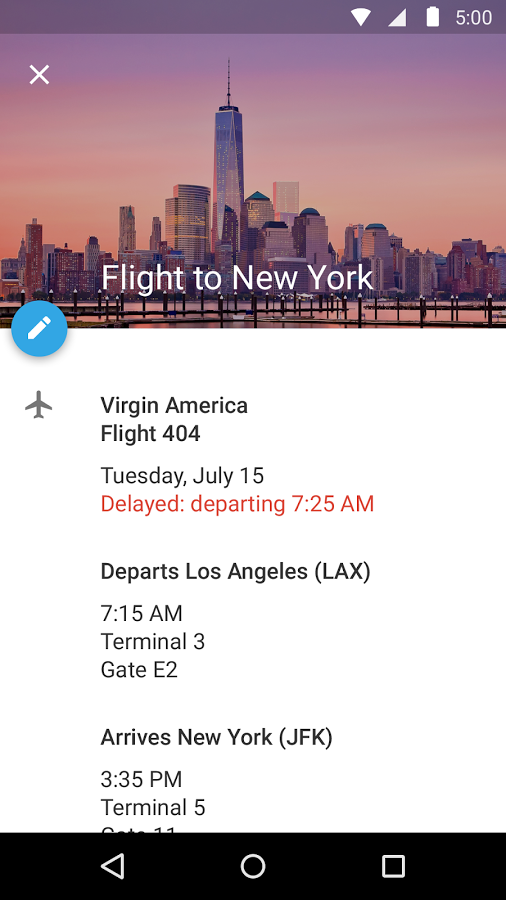 5:00
Flight to New York
Virgin America
Flight 404
Tuesday, July 15
Delayed: departing 7:25 AM
Departs Los Angeles (LAX)
7:15 AM
Terminal 3
Gate E2
Arrives New York (JFK)
3:35 PM
Terminal 5
Gate 11